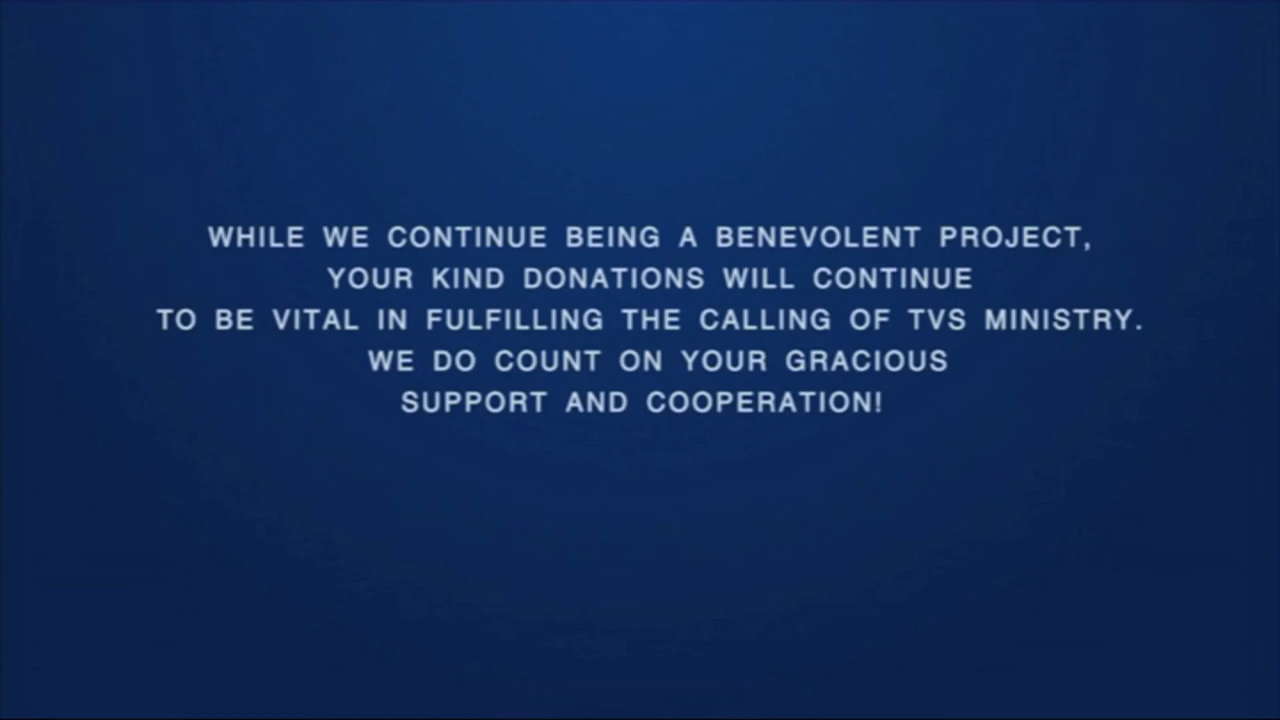 WHILE WE CONTINUE BEING A BENEVOLENT PROJECT,
YOUR KIND DONATIONS WILL CONTINUE
TO BE VITAL IN FULFILLING THE CALLING OF TVS MINISTRY.
WE DO COUNT ON YOUR GRACIOUS
SUPPORT AND COOPERATION!